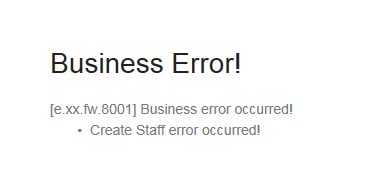 Business Error!
[e.xx.fw.8001] Business error occurred!
• Create Staff error occurred!